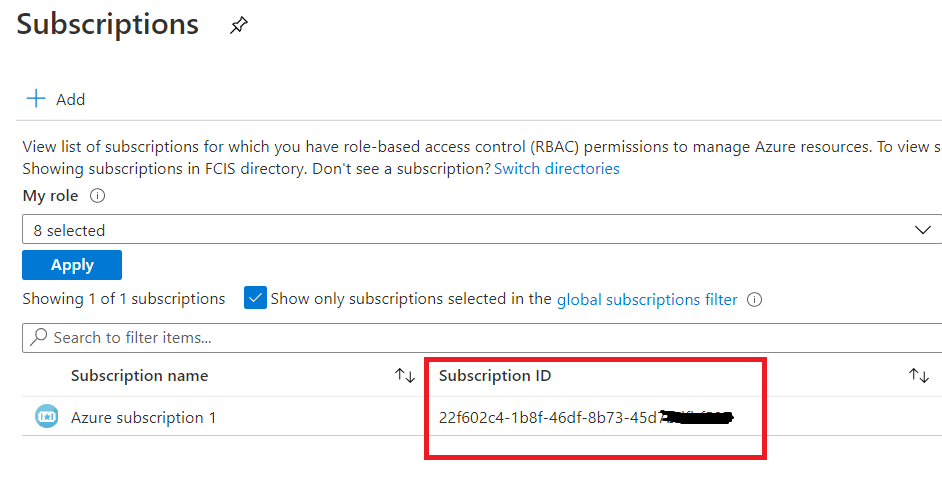 Subscriptions
Add
View list of subscriptions for which you have role-based access control (RBAC) permissions to manage Azure resources. To view s
Showing subscriptions in FCIS directory. Don't see a subscription? Switch directories
My role
8 selected
Apply
Showing 1 of 1 subscriptions Show only subscriptions selected in the global subscriptions filter
Search to filter items...
Subscription name Subscription ID
Azure subscription 1 22f602c4-1b8f-46df-8b73-45d7